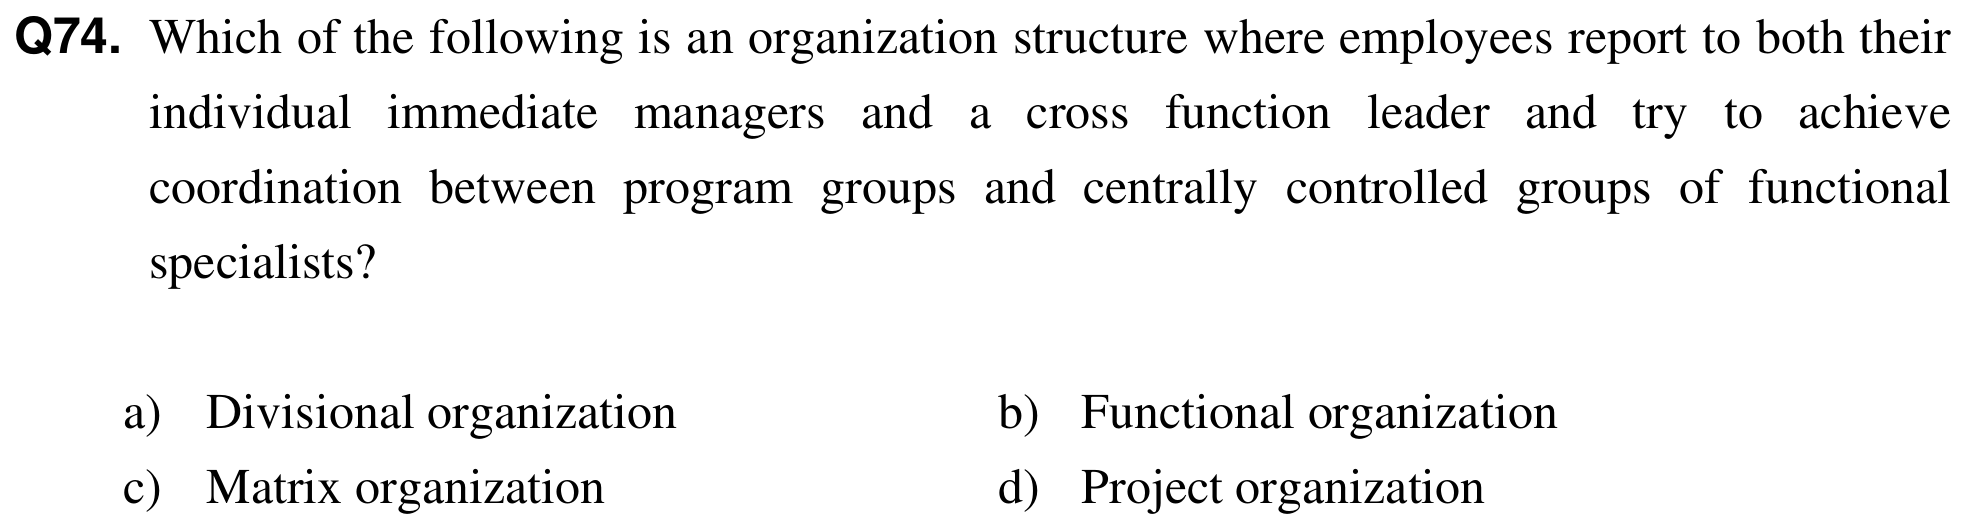 Q74. Which of the following is an organization structure where employees report to both their
individual immediate managers and a cross function leader and try to achieve
coordination between program groups and centrally controlled groups of functional
specialists?
a) Divisional organization b) Functional organization
c) Matrix organization d) Project organization